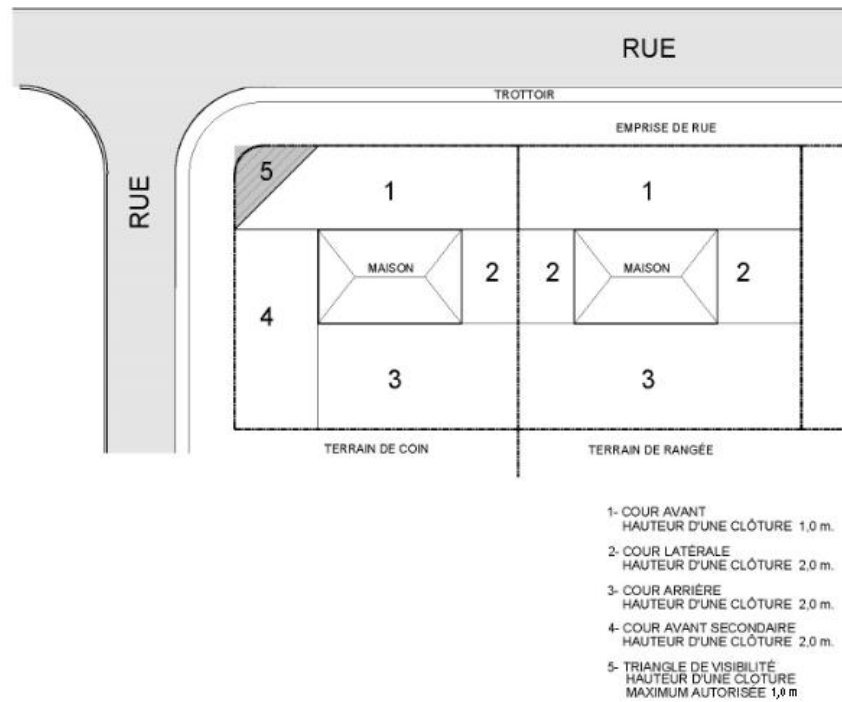 RUE
TROTTOIR
EMPRISE DE RUE
RUE
5
1
1
MAISON
2
2
MAISON
2
4
3
3
TERRAIN DE COIN
TERRAIN DE RANGÉE
1- COUR AVANT
HAUTEUR D'UNE CLÔTURE 1,0 m.
2- COUR LATÉRALE
HAUTEUR D'UNE CLÔTURE 2,0 m.
3- COUR ARRIÈRE
HAUTEUR D'UNE CLÔTURE 2,0 m.
4- COUR AVANT SECONDAIRE
HAUTEUR D'UNE CLÔTURE 2,0 m.
5- TRIANGLE DE VISIBILITÉ
HAUTEUR D'UNE CLOTURE
MAXIMUM AUTORISÉE 1,0 m